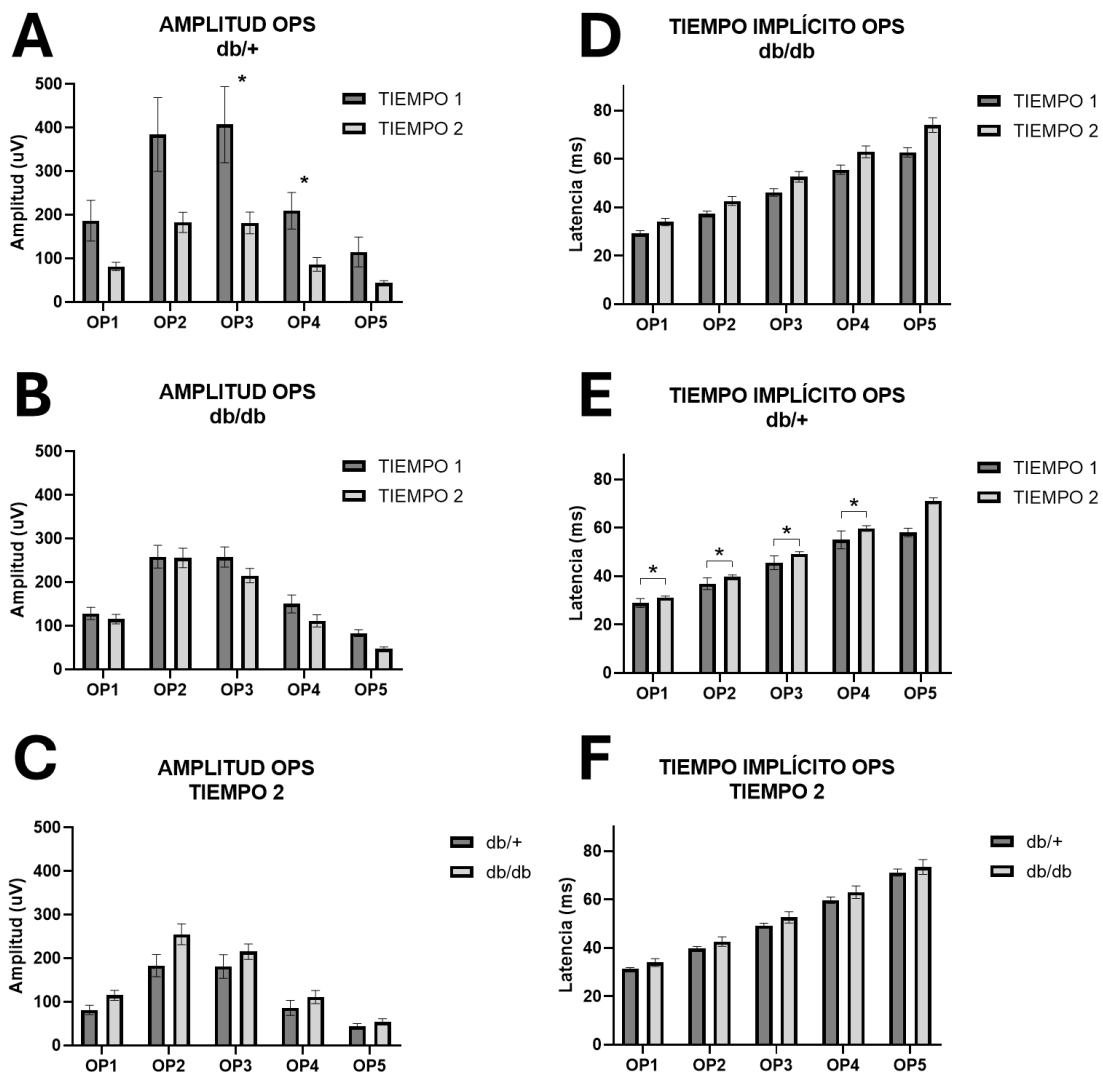 A
AMPLITUD OPS
db/+
TIEMPO 1
TIEMPO 2
Amplitud (uV)
500
400
300
200
100
0
*
*
OP1 OP2 OP3 OP4 OP5
D
TIEMPO IMPLÍCITO OPS
db/db
TIEMPO 1
TIEMPO 2
Latencia (ms)
80
60
40
20
0
OP1 OP2 OP3 OP4 OP5
B
AMPLITUD OPS
db/db
TIEMPO 1
TIEMPO 2
Amplitud (uV)
500
400
300
200
100
0
OP1 OP2 OP3 OP4 OP5
E
TIEMPO IMPLÍCITO OPS
db/+
TIEMPO 1
TIEMPO 2
Latencia (ms)
80
60
40
20
0
* * * *
OP1 OP2 OP3 OP4 OP5
C
AMPLITUD OPS
TIEMPO 2
db/+
db/db
Amplitud (uV)
500
400
300
200
100
0
OP1 OP2 OP3 OP4 OP5
F
TIEMPO IMPLÍCITO OPS
TIEMPO 2
db/+
db/db
Latencia (ms)
80
60
40
20
0
OP1 OP2 OP3 OP4 OP5